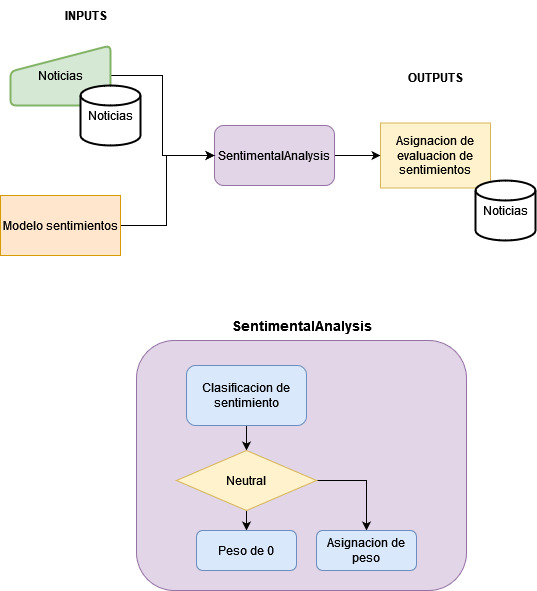 INPUTS
Noticias
Noticias
OUTPUTS
SentimentalAnalysis
Asignacion de
evaluacion de
sentimientos
Noticias
Modelo sentimientos
SentimentalAnalysis
Clasificacion de
sentimiento
Neutral
Peso de 0
Asignacion de
peso